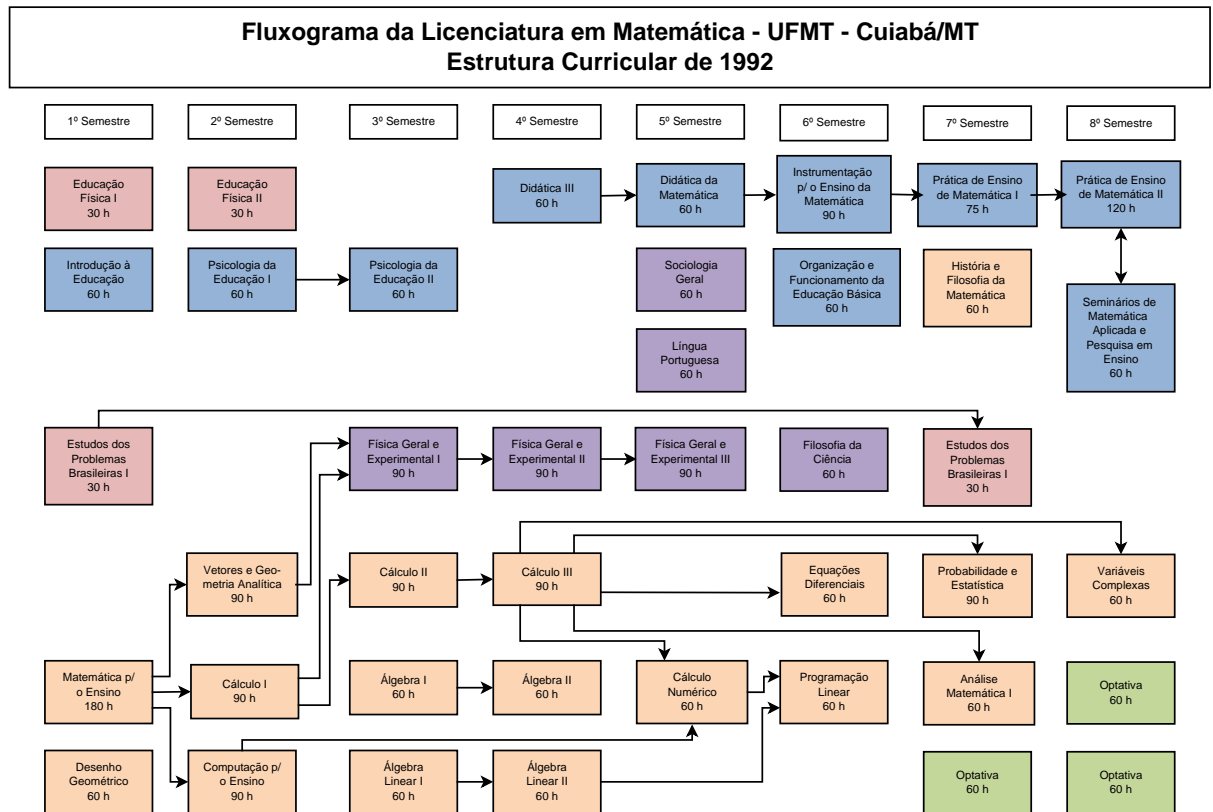 Fluxograma da Licenciatura em Matemática - UFMT - Cuiabá/MT
Estrutura Curricular de 1992
1º Semestre
2º Semestre
3º Semestre
4º Semestre
5º Semestre
6º Semestre
7º Semestre
8º Semestre
Educação
Física I
30 h
Educação
Física II
30 h
Didática III
60 h
Didática da
Matemática
60 h
Instrumentação
p/ o Ensino da
Matemática
90 h
Prática de Ensino
de Matemática I
75 h
Prática de Ensino
de Matemática II
120 h
Introdução à
Educação
60 h
Psicologia da
Educação I
60 h
Psicologia da
Educação II
60 h
Sociologia
Geral
60 h
Organização e
Funcionamento da
Educação Básica
60 h
História e
Filosofia da
Matemática
60 h
Seminários de
Matemática
Aplicada e
Pesquisa em
Ensino
60 h
Língua
Portuguesa
60 h
Estudos dos
Problemas
Brasileiras I
30 h
Física Geral e
Experimental I
90 h
Física Geral e
Experimental II
90 h
Física Geral e
Experimental III
90 h
Filosofia da
Ciência
60 h
Estudos dos
Problemas
Brasileiras I
30 h
Vetores e Geo-
metria Analítica
90 h
Cálculo II
90 h
Cálculo III
90 h
Equações
Diferenciais
60 h
Probabilidade e
Estatística
90 h
Variáveis
Complexas
60 h
Matemática p/
o Ensino
180 h
Cálculo I
90 h
Álgebra I
60 h
Álgebra II
60 h
Cálculo
Numérico
60 h
Programação
Linear
60 h
Análise
Matemática I
60 h
Optativa
60 h
Desenho
Geométrico
60 h
Computação p/
o Ensino
90 h
Álgebra
Linear I
60 h
Álgebra
Linear II
60 h
Optativa
60 h
Optativa
60 h